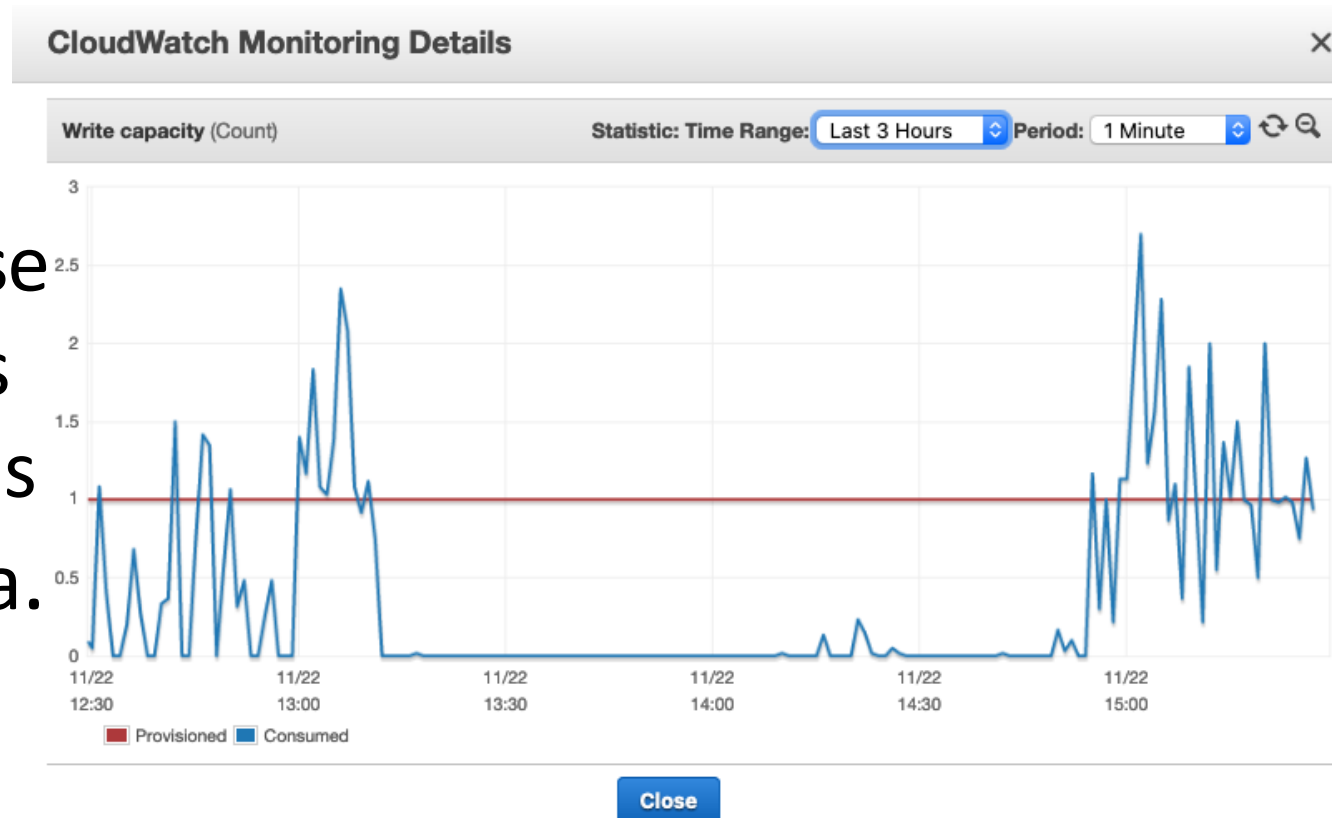 CloudWatch Monitoring Details ×
Write capacity (Count) Statistic: Time Range: Last 3 Hours Period: 1 Minute
3
se
2.5
2
s
1.5
s
1
a.
0.5
0
11/22 11/22 11/22 11/22 11/22 11/22
12:30 13:00 13:30 14:00 14:30 15:00
Provisioned Consumed
Close